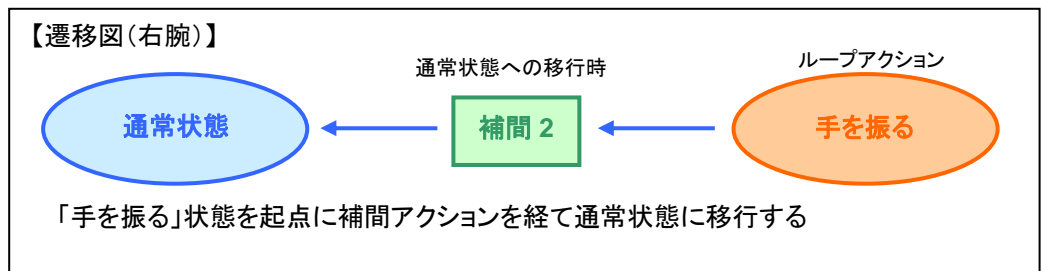 【遷移図(右腕)】
通常状態への移行時
ループアクション
通常状態
補間 2
手を振る
「手を振る」状態を起点に補間アクションを経て通常状態に移行する